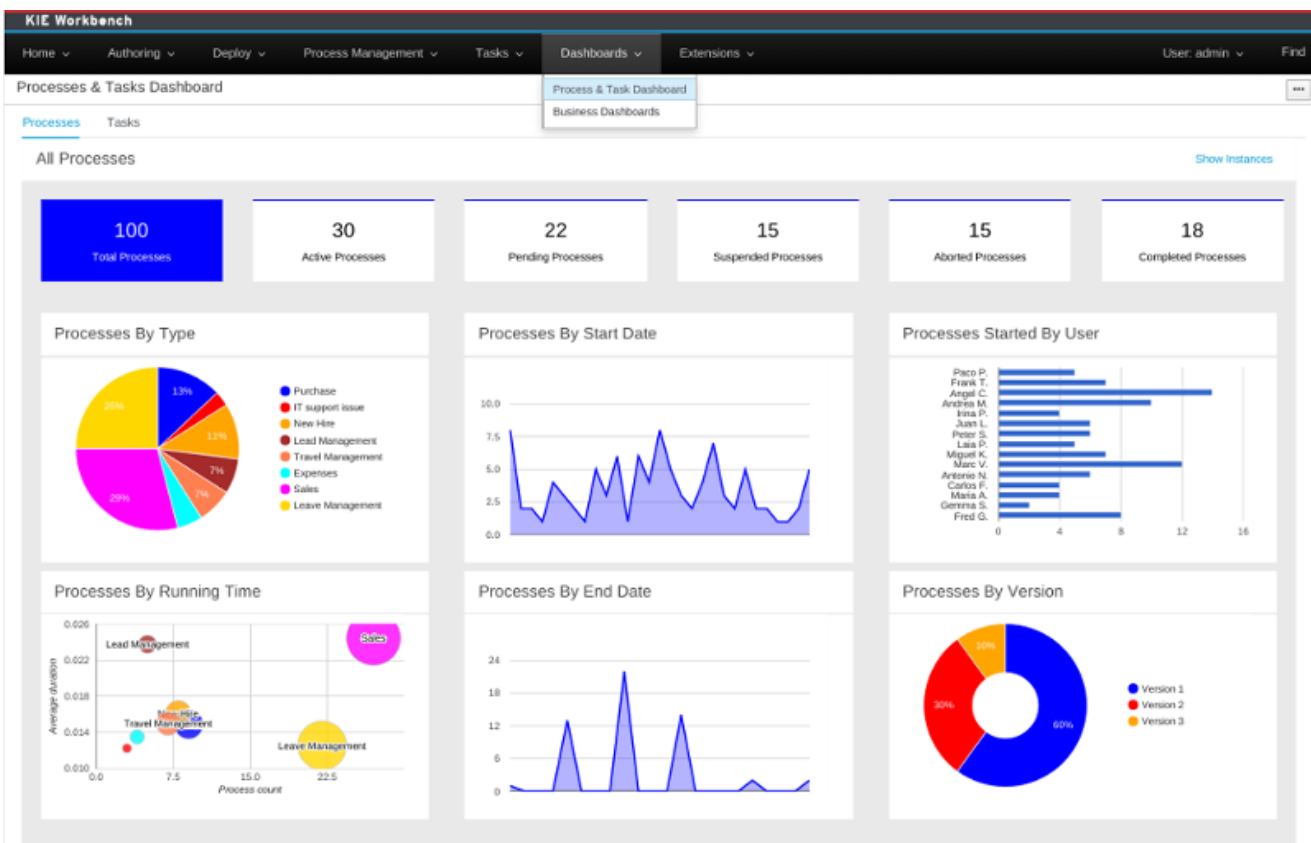 KIE Workbench
Home Authoring Deploy Process Management Tasks Dashboards Extensions User: admin Find
Processes & Tasks Dashboard
Process & Task Dashboard
Business Dashboards
Processes Tasks
All Processes Show Instances
100 30 22 15 15 18
Total Processes Active Processes Pending Processes Suspended Processes Aborted Processes Completed Processes
Processes By Type
13%
11%
7%
7%
29%
25%
Purchase
IT support issue
New Hire
Lead Management
Travel Management
Expenses
Sales
Leave Management
Processes By Start Date
10.0
7.5
5.0
2.5
0.0
Processes Started By User
Paco P.
Frank T.
Angel C.
Andrea M.
Irina P.
Juan L.
Peter S.
Laia P.
Miguel K.
Marc V.
Antonio N.
Carlos F.
Maria A.
Gemma S.
Fred G.
0 4 8 12 16
Processes By Running Time
Average duration
0.026
0.022
0.018
0.014
0.010
Lead Management
Sales
New Hire
Travel Management
Leave Management
0.0 7.5 15.0 22.5
Process count
Processes By End Date
24
18
12
6
0
Processes By Version
10%
30%
60%
Version 1
Version 2
Version 3